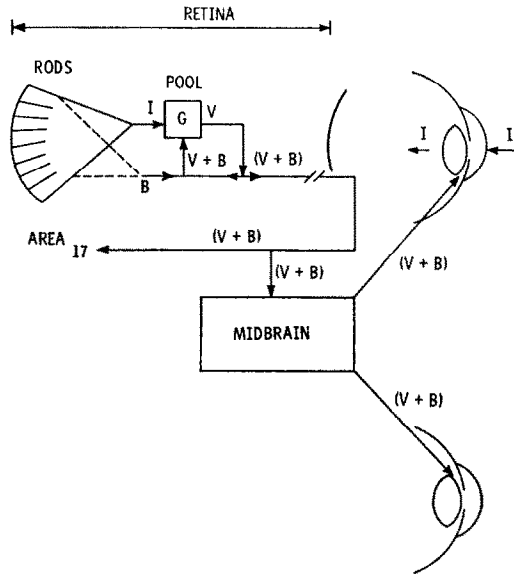 RETINA
RODS
POOL
I
G
V
V + B
(V + B)
B
I
I
AREA 17
(V + B)
(V + B)
(V + B)
MIDBRAIN
(V + B)